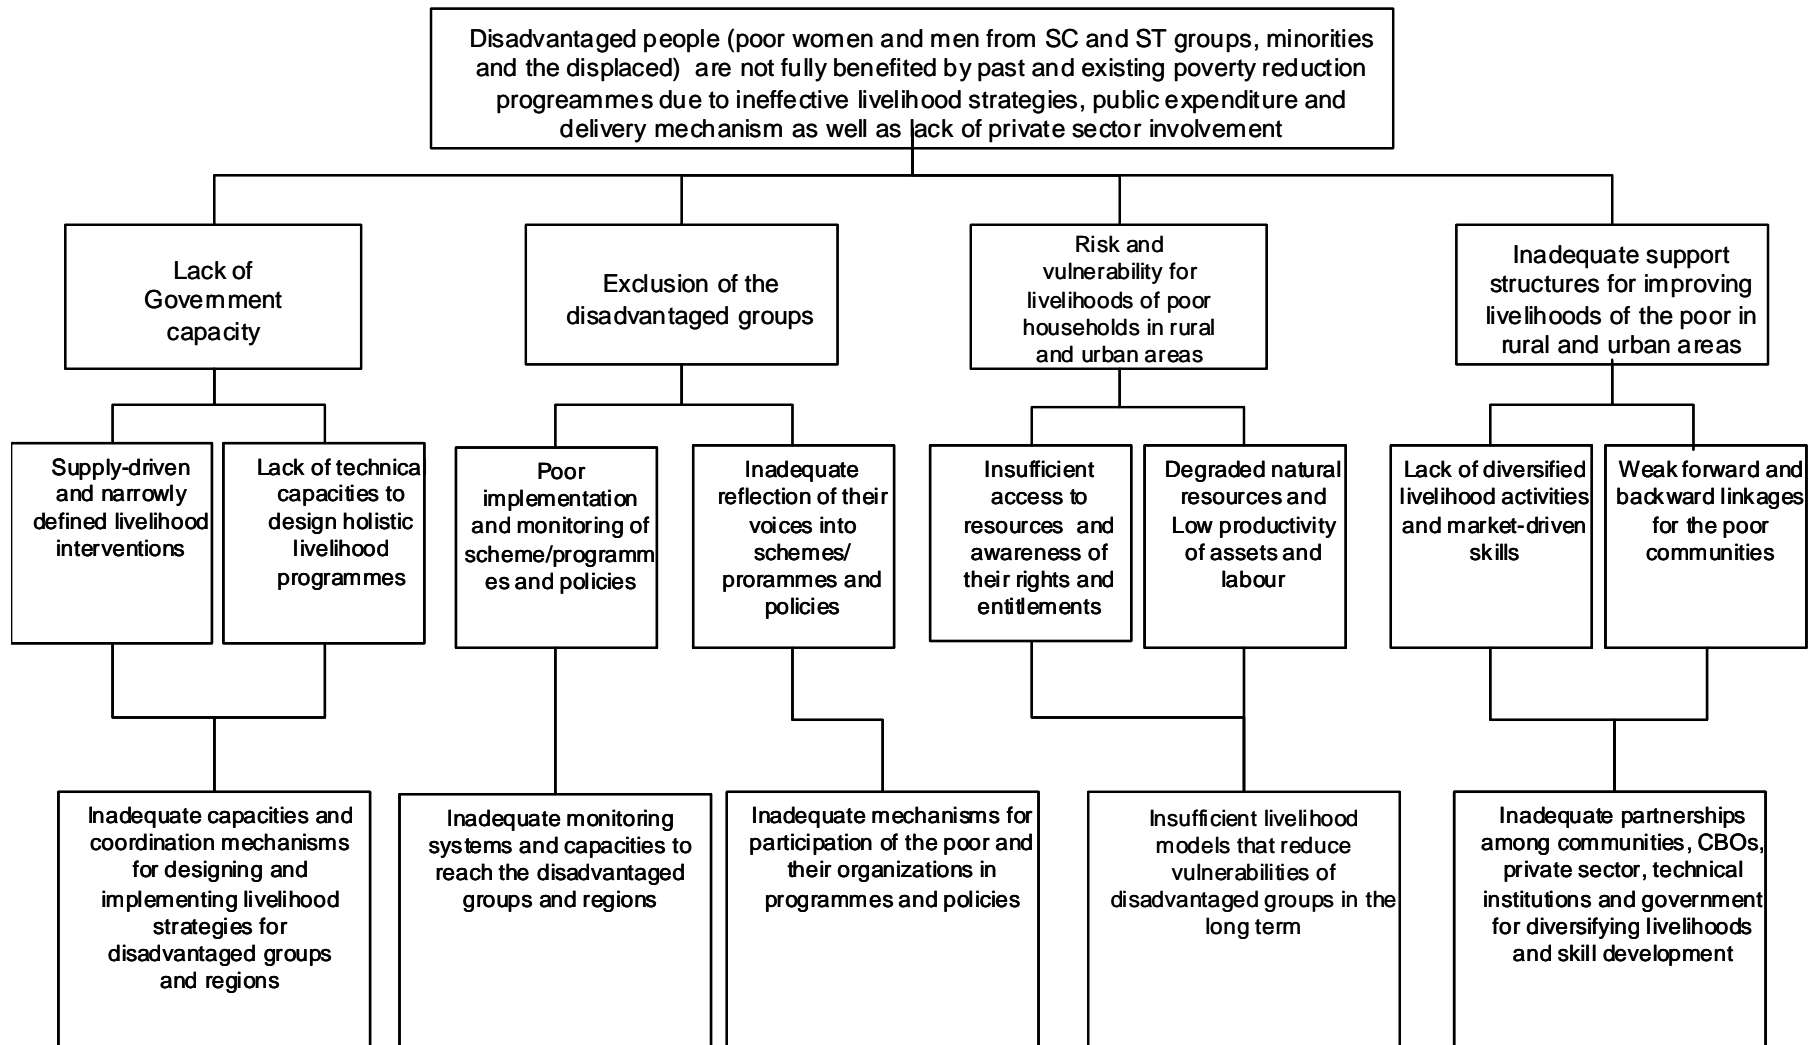 Disadvantaged people (poor women and men from SC and ST groups, minorities
and the displaced) are not fully benefited by past and existing poverty reduction
progreammes due to ineffective livelihood strategies, public expenditure and
delivery mechanism as well as lack of private sector involvement
Lack of
Government
capacity
Exclusion of the
disadvantaged groups
Risk and
vulnerability for
livelihoods of poor
households in rural
and urban areas
Inadequate support
structures for improving
livelihoods of the poor in
rural and urban areas
Supply-driven
and narrowly
defined livelihood
interventions
Lack of technical
capacities to
design holistic
livelihood
programmes
Poor
implementation
and monitoring of
scheme/programm
es and policies
Inadequate
reflection of their
voices into
schemes/
prorammes and
policies
Insufficient
access to
resources and
awareness of
their rights and
entitlements
Degraded natural
resources and
Low productivity
of assets and
labour
Lack of diversified
livelihood activities
and market-driven
skills
Weak forward and
backward linkages
for the poor
communities
Inadequate capacities and
coordination mechanisms
for designing and
implementing livelihood
strategies for
disadvantaged groups
and regions
Inadequate monitoring
systems and capacities to
reach the disadvantaged
groups and regions
Inadequate mechanisms for
participation of the poor and
their organizations in
programmes and policies
Insufficient livelihood
models that reduce
vulnerabilities of
disadvantaged groups in the
long term
Inadequate partnerships
among communities, CBOs,
private sector, technical
institutions and government
for diversifying livelihoods
and skill development